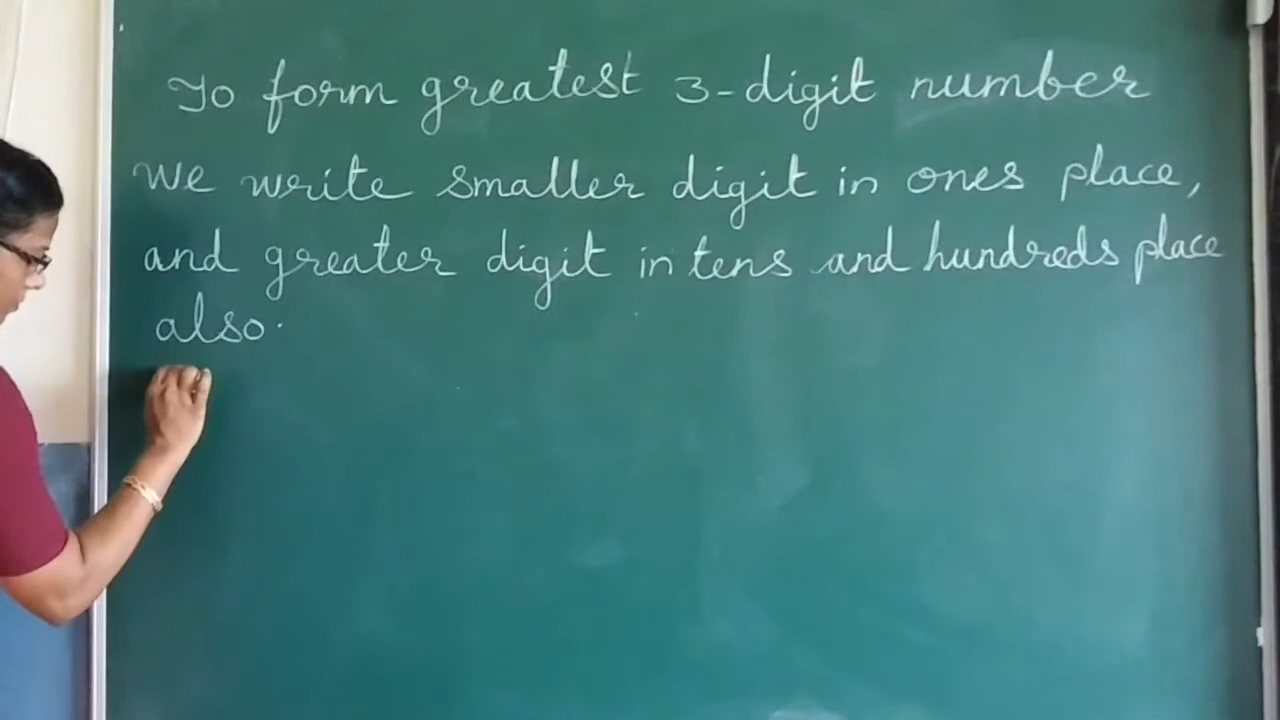 To form greatest 3-digit number
we write smaller digit in ones place,
and greater digit in tens and hundreds place
also.